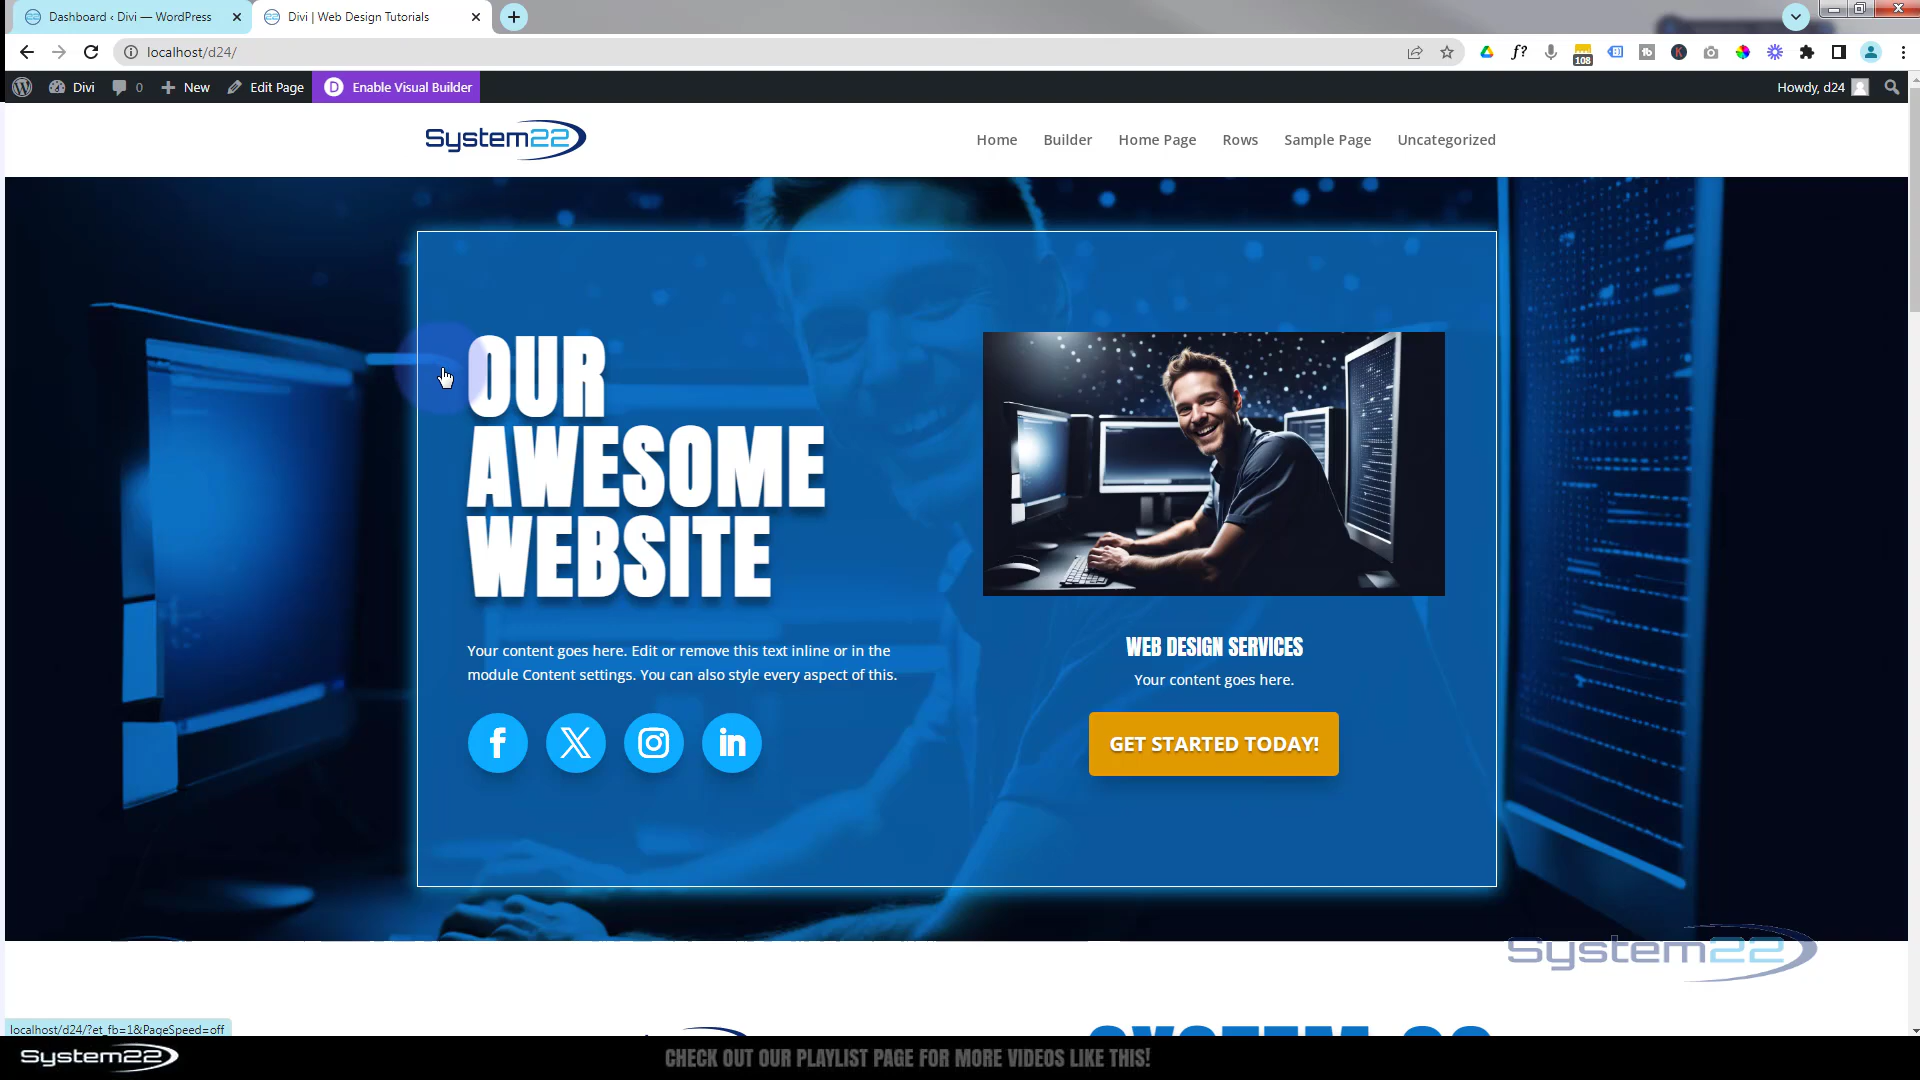 Dashboard ‹ Divi — WordPress
Divi | Web Design Tutorials
localhost/d24/
f?
108
Divi
0
New
Edit Page
D
Enable Visual Builder
Howdy, d24
System22
Home
Builder
Home Page
Rows
Sample Page
Uncategorized
OUR
AWESOME
WEBSITE
Your content goes here. Edit or remove this text inline or in the
module Content settings. You can also style every aspect of this.
WEB DESIGN SERVICES
Your content goes here.
GET STARTED TODAY!
System22
localhost/d24/?et_fb=1&PageSpeed=off
System22
CHECK OUT OUR PLAYLIST PAGE FOR MORE VIDEOS LIKE THIS!